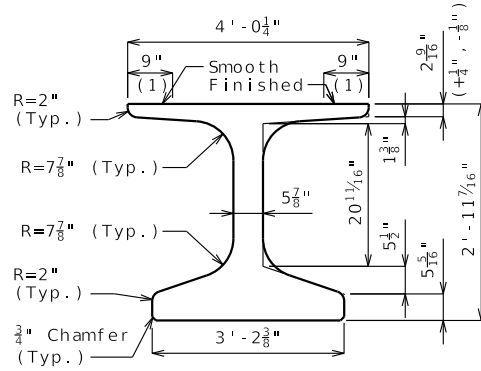 4'-0¼"
9"
(1)
Smooth
Finished
9"
(1)
2 9/16"
(+¼", -⅛")
R=2"
(Typ.)
1⅜"
R=7⅞" (Typ.)
5⅞"
20 11/16"
2'-11 7/16"
R=7⅞" (Typ.)
5½"
5 5/16"
R=2"
(Typ.)
¾" Chamfer
(Typ.)
3'-2⅜"